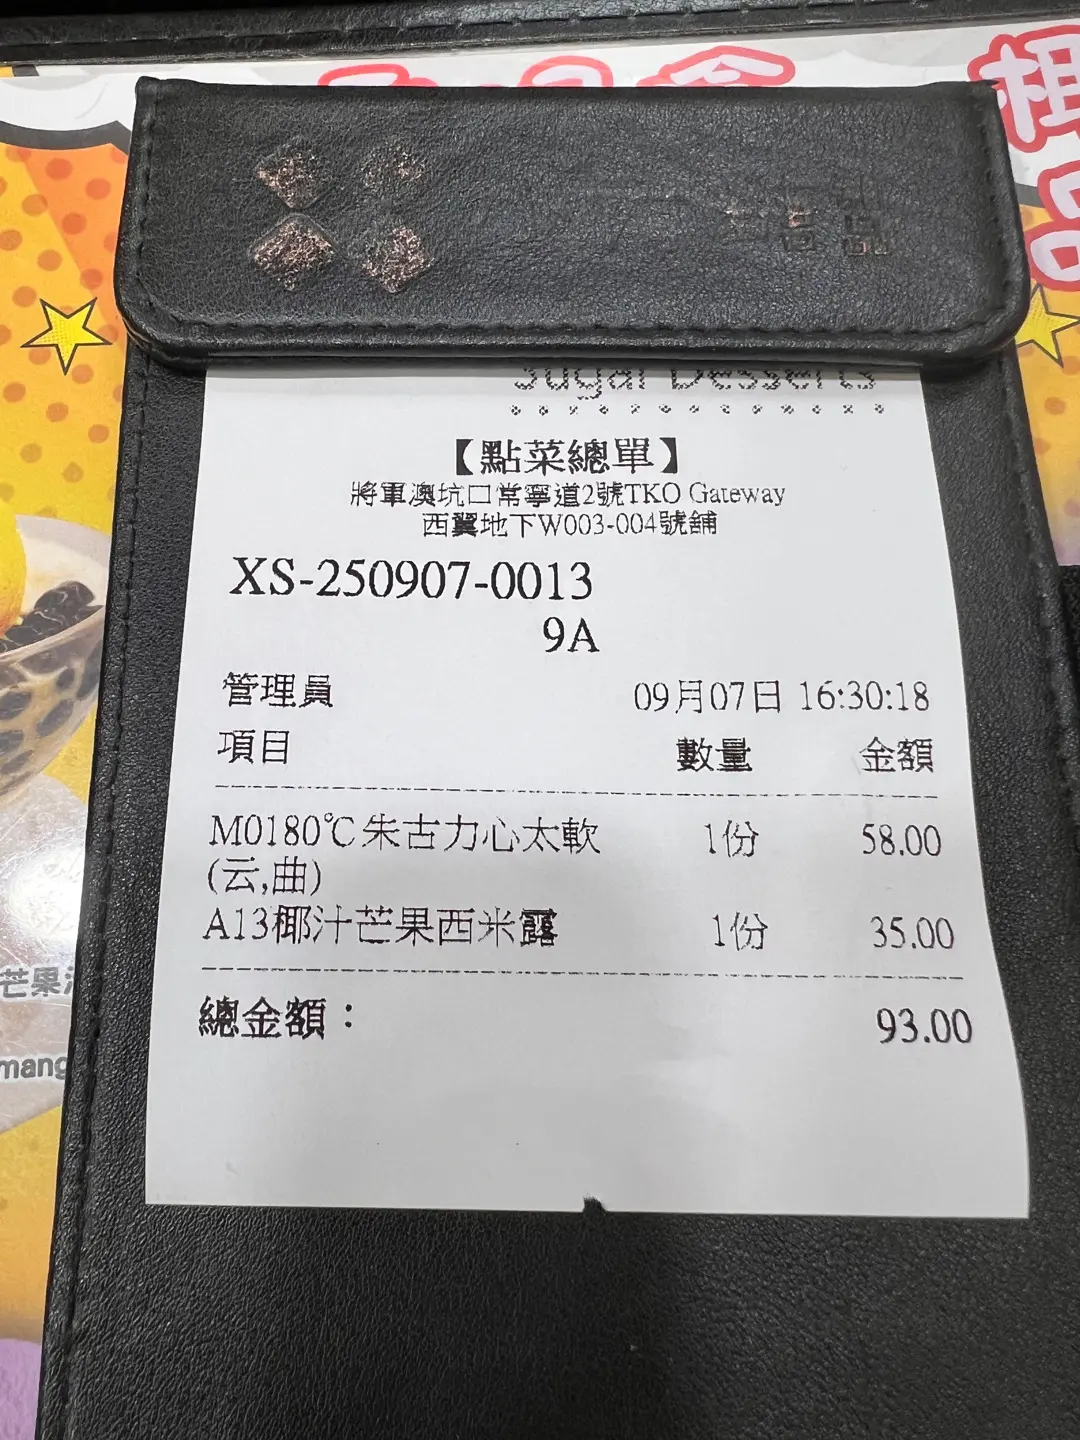 Sugar Desserts
【點菜總單】
將軍澳坑口常寧道2號TKO Gateway
西翼地下W003-004號舖
XS-250907-0013
9A
管理員 09月07日 16:30:18
項目 數量 金額
M0180℃朱古力心太軟 1份 58.00
(云,曲)
A13椰汁芒果西米露 1份 35.00
總金額： 93.00
芒果
mang
品